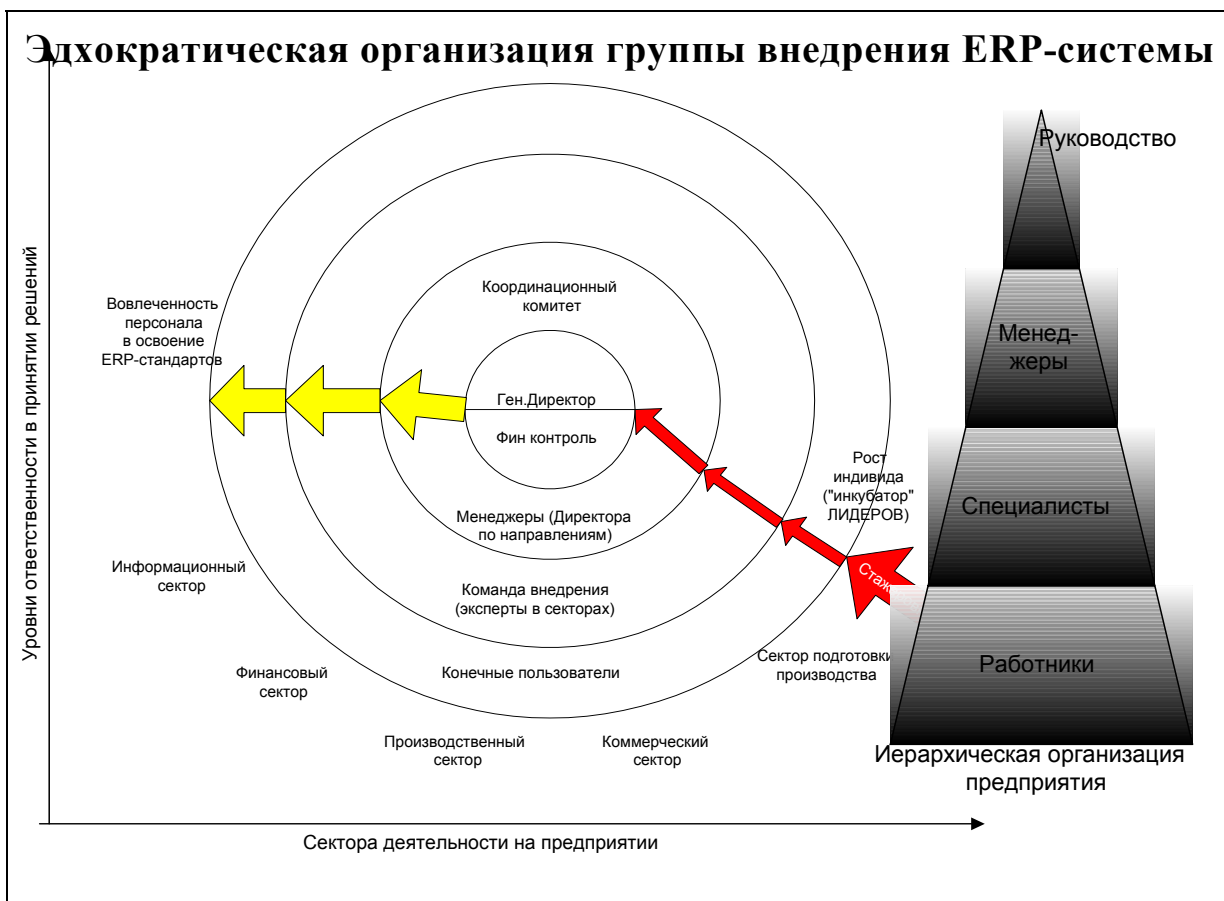 Эдхократическая организация группы внедрения ERP-системы
Руководство
Уровни ответственности в принятии решений
Координационный
комитет
Вовлеченность
персонала
в освоение
ERP-стандартов
Менед-
жеры
Ген.Директор
Фин контроль
Рост
индивида
("инкубатор"
ЛИДЕРОВ)
Специалисты
Менеджеры (Директора
по направлениям)
Информационный
сектор
Команда внедрения
(эксперты в секторах)
Сектор подготовки
производства
Работники
Финансовый
сектор
Конечные пользователи
Производственный
сектор
Коммерческий
сектор
Иерархическая организация
предприятия
Сектора деятельности на предприятии